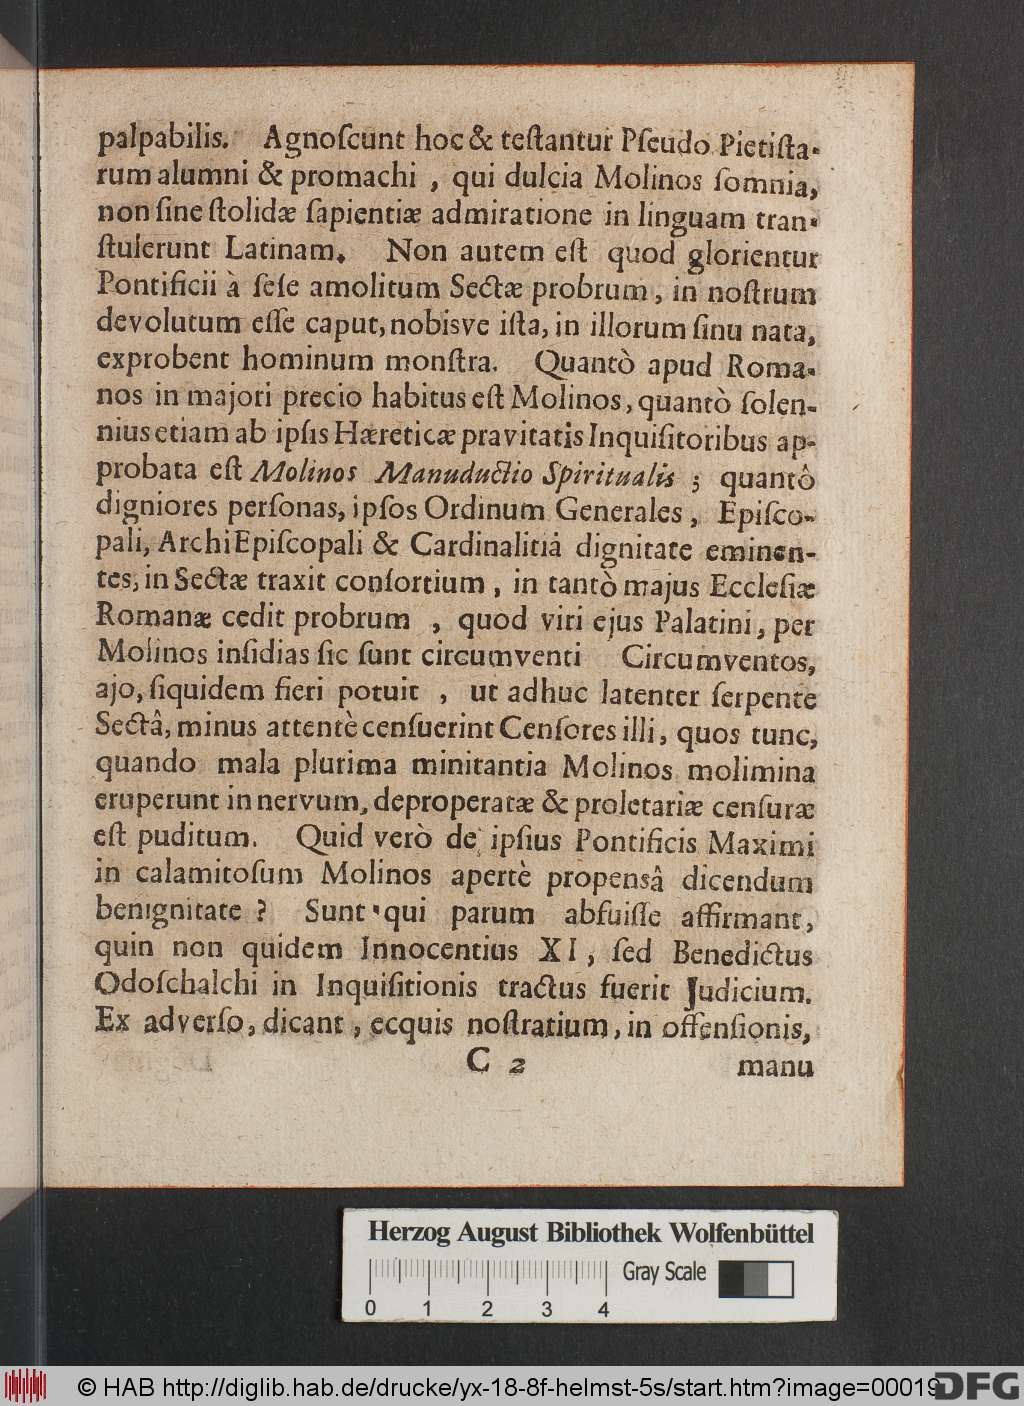 palpabilis. Agnoſcunt hoc & teſtantur Pſeudo Pietiſta-
rum alumni & promachi , qui dulcia Molinos ſomnia,
non ſine ſtolidæ ſapientiæ admiratione in linguam tran-
ſtulerunt Latinam. Non autem eſt quod glorientur
Pontificii à ſeſe amolitum Sectæ probrum, in noſtrum
devolutum eſſe caput, nobisve iſta, in illorum ſinu nata,
exprobent hominum monſtra. Quantò apud Roma-
nos in majori precio habitus eſt Molinos, quantò ſolen-
nius etiam ab ipſis Hæreticæ pravitatis Inquiſitoribus ap-
probata eſt Molinos Manuductio Spiritualis ; quantò
digniores perſonas, ipſos Ordinum Generales, Epiſco-
pali, ArchiEpiſcopali & Cardinalitiâ dignitate eminen-
tes, in Sectæ traxit conſortium, in tantò majus Eccleſiæ
Romanæ cedit probrum , quod viri ejus Palatini, per
Molinos inſidias ſic ſunt circumventi Circumventos,
ajo, ſiquidem fieri potuit , ut adhuc latenter ſerpente
Sectâ, minus attentè cenſuerint Cenſores illi, quos tunc,
quando mala plurima minitantia Molinos molimina
eruperunt in nervum, deproperatæ & proletariæ cenſuræ
eſt puditum. Quid verò de ipſius Pontificis Maximi
in calamitoſum Molinos apertè propensâ dicendum
benignitate ? Sunt qui parum abfuiſſe affirmant,
quin non quidem Innocentius XI, ſed Benedictus
Odoſchalchi in Inquiſitionis tractus fuerit Judicium.
Ex adverſo, dicant, ecquis noſtratium, in offenſionis,
C 2 manu
Herzog August Bibliothek Wolfenbüttel
Gray Scale
0 1 2 3 4
© HAB http://diglib.hab.de/drucke/yx-18-8f-helmst-5s/start.htm?image=00019
DFG